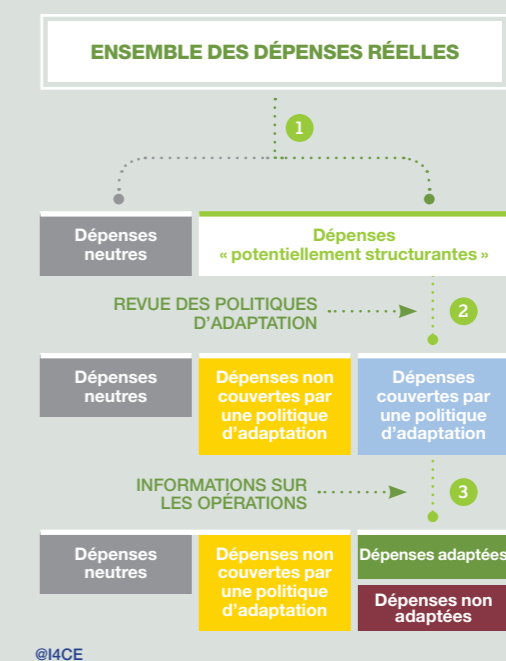 ENSEMBLE DES DÉPENSES RÉELLES
1
Dépenses
neutres
Dépenses
« potentiellement structurantes »
REVUE DES POLITIQUES
D'ADAPTATION
2
Dépenses
neutres
Dépenses non
couvertes par
une politique
d'adaptation
Dépenses
couvertes par
une politique
d'adaptation
INFORMATIONS SUR
LES OPÉRATIONS
3
Dépenses
neutres
Dépenses non
couvertes par
une politique
d'adaptation
Dépenses adaptées
Dépenses non
adaptées
@I4CE